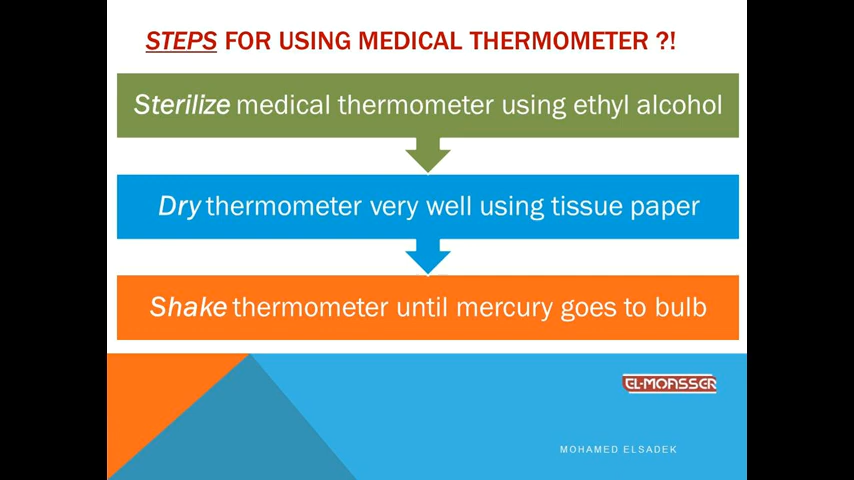 STEPS FOR USING MEDICAL THERMOMETER ?!
Sterilize medical thermometer using ethyl alcohol
Dry thermometer very well using tissue paper
Shake thermometer until mercury goes to bulb
EL-MOASSER
MOHAMED ELSADEK